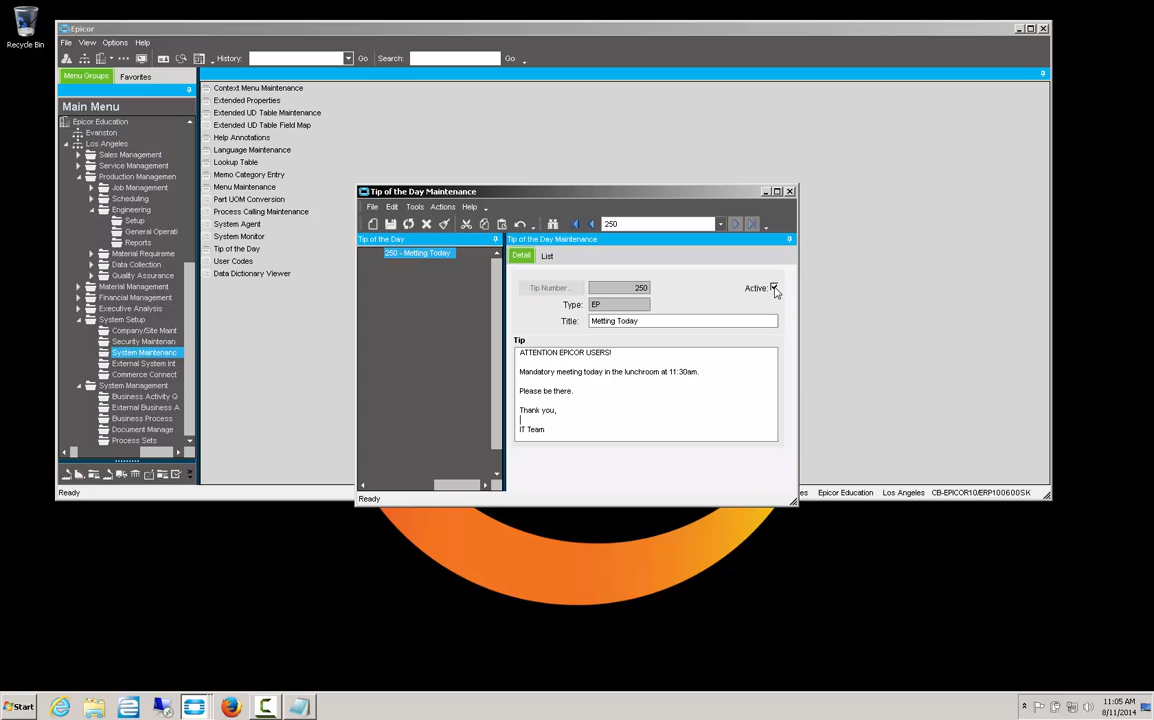 Recycle Bin
Epicor
File View Options Help
History: Go Search: Go
Menu Groups Favorites
Main Menu
Epicor Education
Evanston
Los Angeles
Sales Management
Service Management
Production Managemen
Job Management
Scheduling
Engineering
Setup
General Operati
Reports
Material Requireme
Data Collection
Quality Assurance
Material Management
Financial Management
Executive Analysis
System Setup
Company/Site Maint
Security Maintenan
System Maintenanc
External System Int
Commerce Connect
System Management
Business Activity Q
External Business A
Business Process
Document Manage
Process Sets
Ready
Context Menu Maintenance
Extended Properties
Extended UD Table Maintenance
Extended UD Table Field Map
Help Annotations
Language Maintenance
Lookup Table
Memo Category Entry
Menu Maintenance
Part UOM Conversion
Process Calling Maintenance
System Agent
System Monitor
Tip of the Day
User Codes
Data Dictionary Viewer
Tip of the Day Maintenance
File Edit Tools Actions Help
250
Tip of the Day
250 - Metting Today
Tip of the Day Maintenance
Detail List
Tip Number... 250 Active:
Type: EP
Title: Metting Today
Tip
ATTENTION EPICOR USERS!
Mandatory meeting today in the lunchroom at 11:30am.
Please be there.
Thank you,
IT Team
Ready
es Epicor Education Los Angeles CB-EPICOR10/ERP100600SK
Start
11:05 AM
8/11/2014